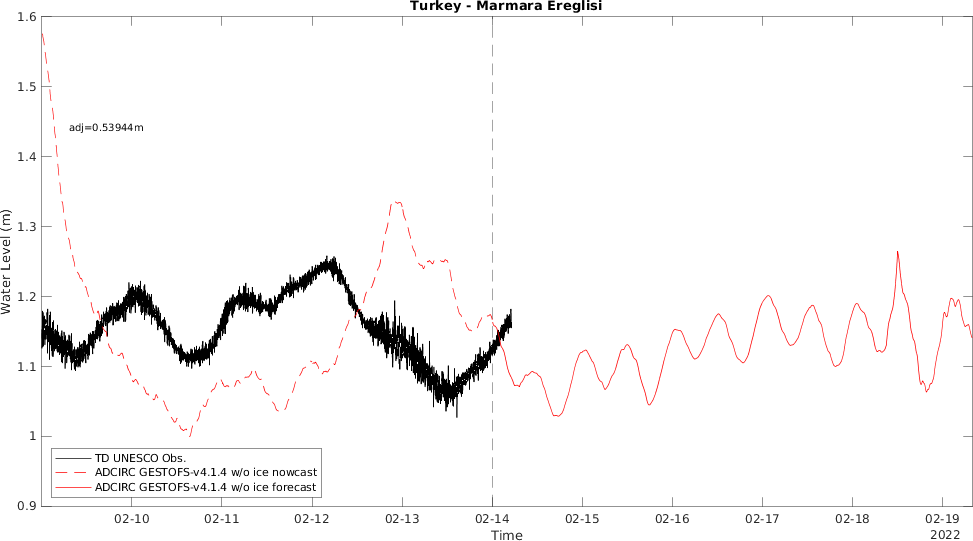 Turkey - Marmara Ereglisi
1.6
1.5
1.4
1.3
1.2
1.1
1
0.9
Water Level (m)
adj=0.53944m
TD UNESCO Obs.
ADCIRC GESTOFS-v4.1.4 w/o ice nowcast
ADCIRC GESTOFS-v4.1.4 w/o ice forecast
02-10 02-11 02-12 02-13 02-14 02-15 02-16 02-17 02-18 02-19
Time
2022